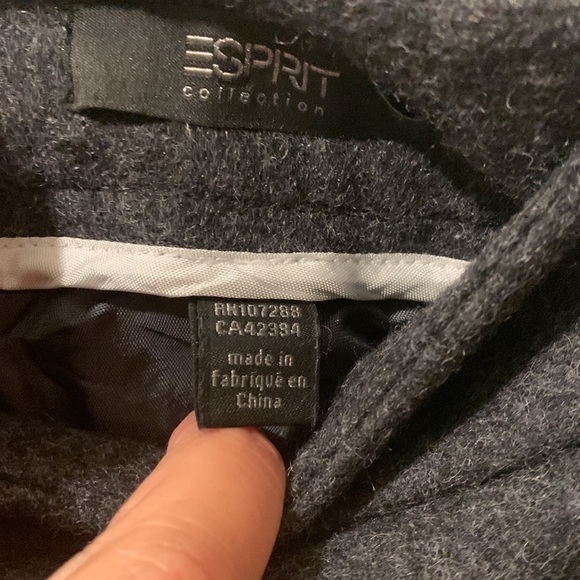 ESPRIT
collection
RN107288
CA42394
made in
Fabriqué en
China